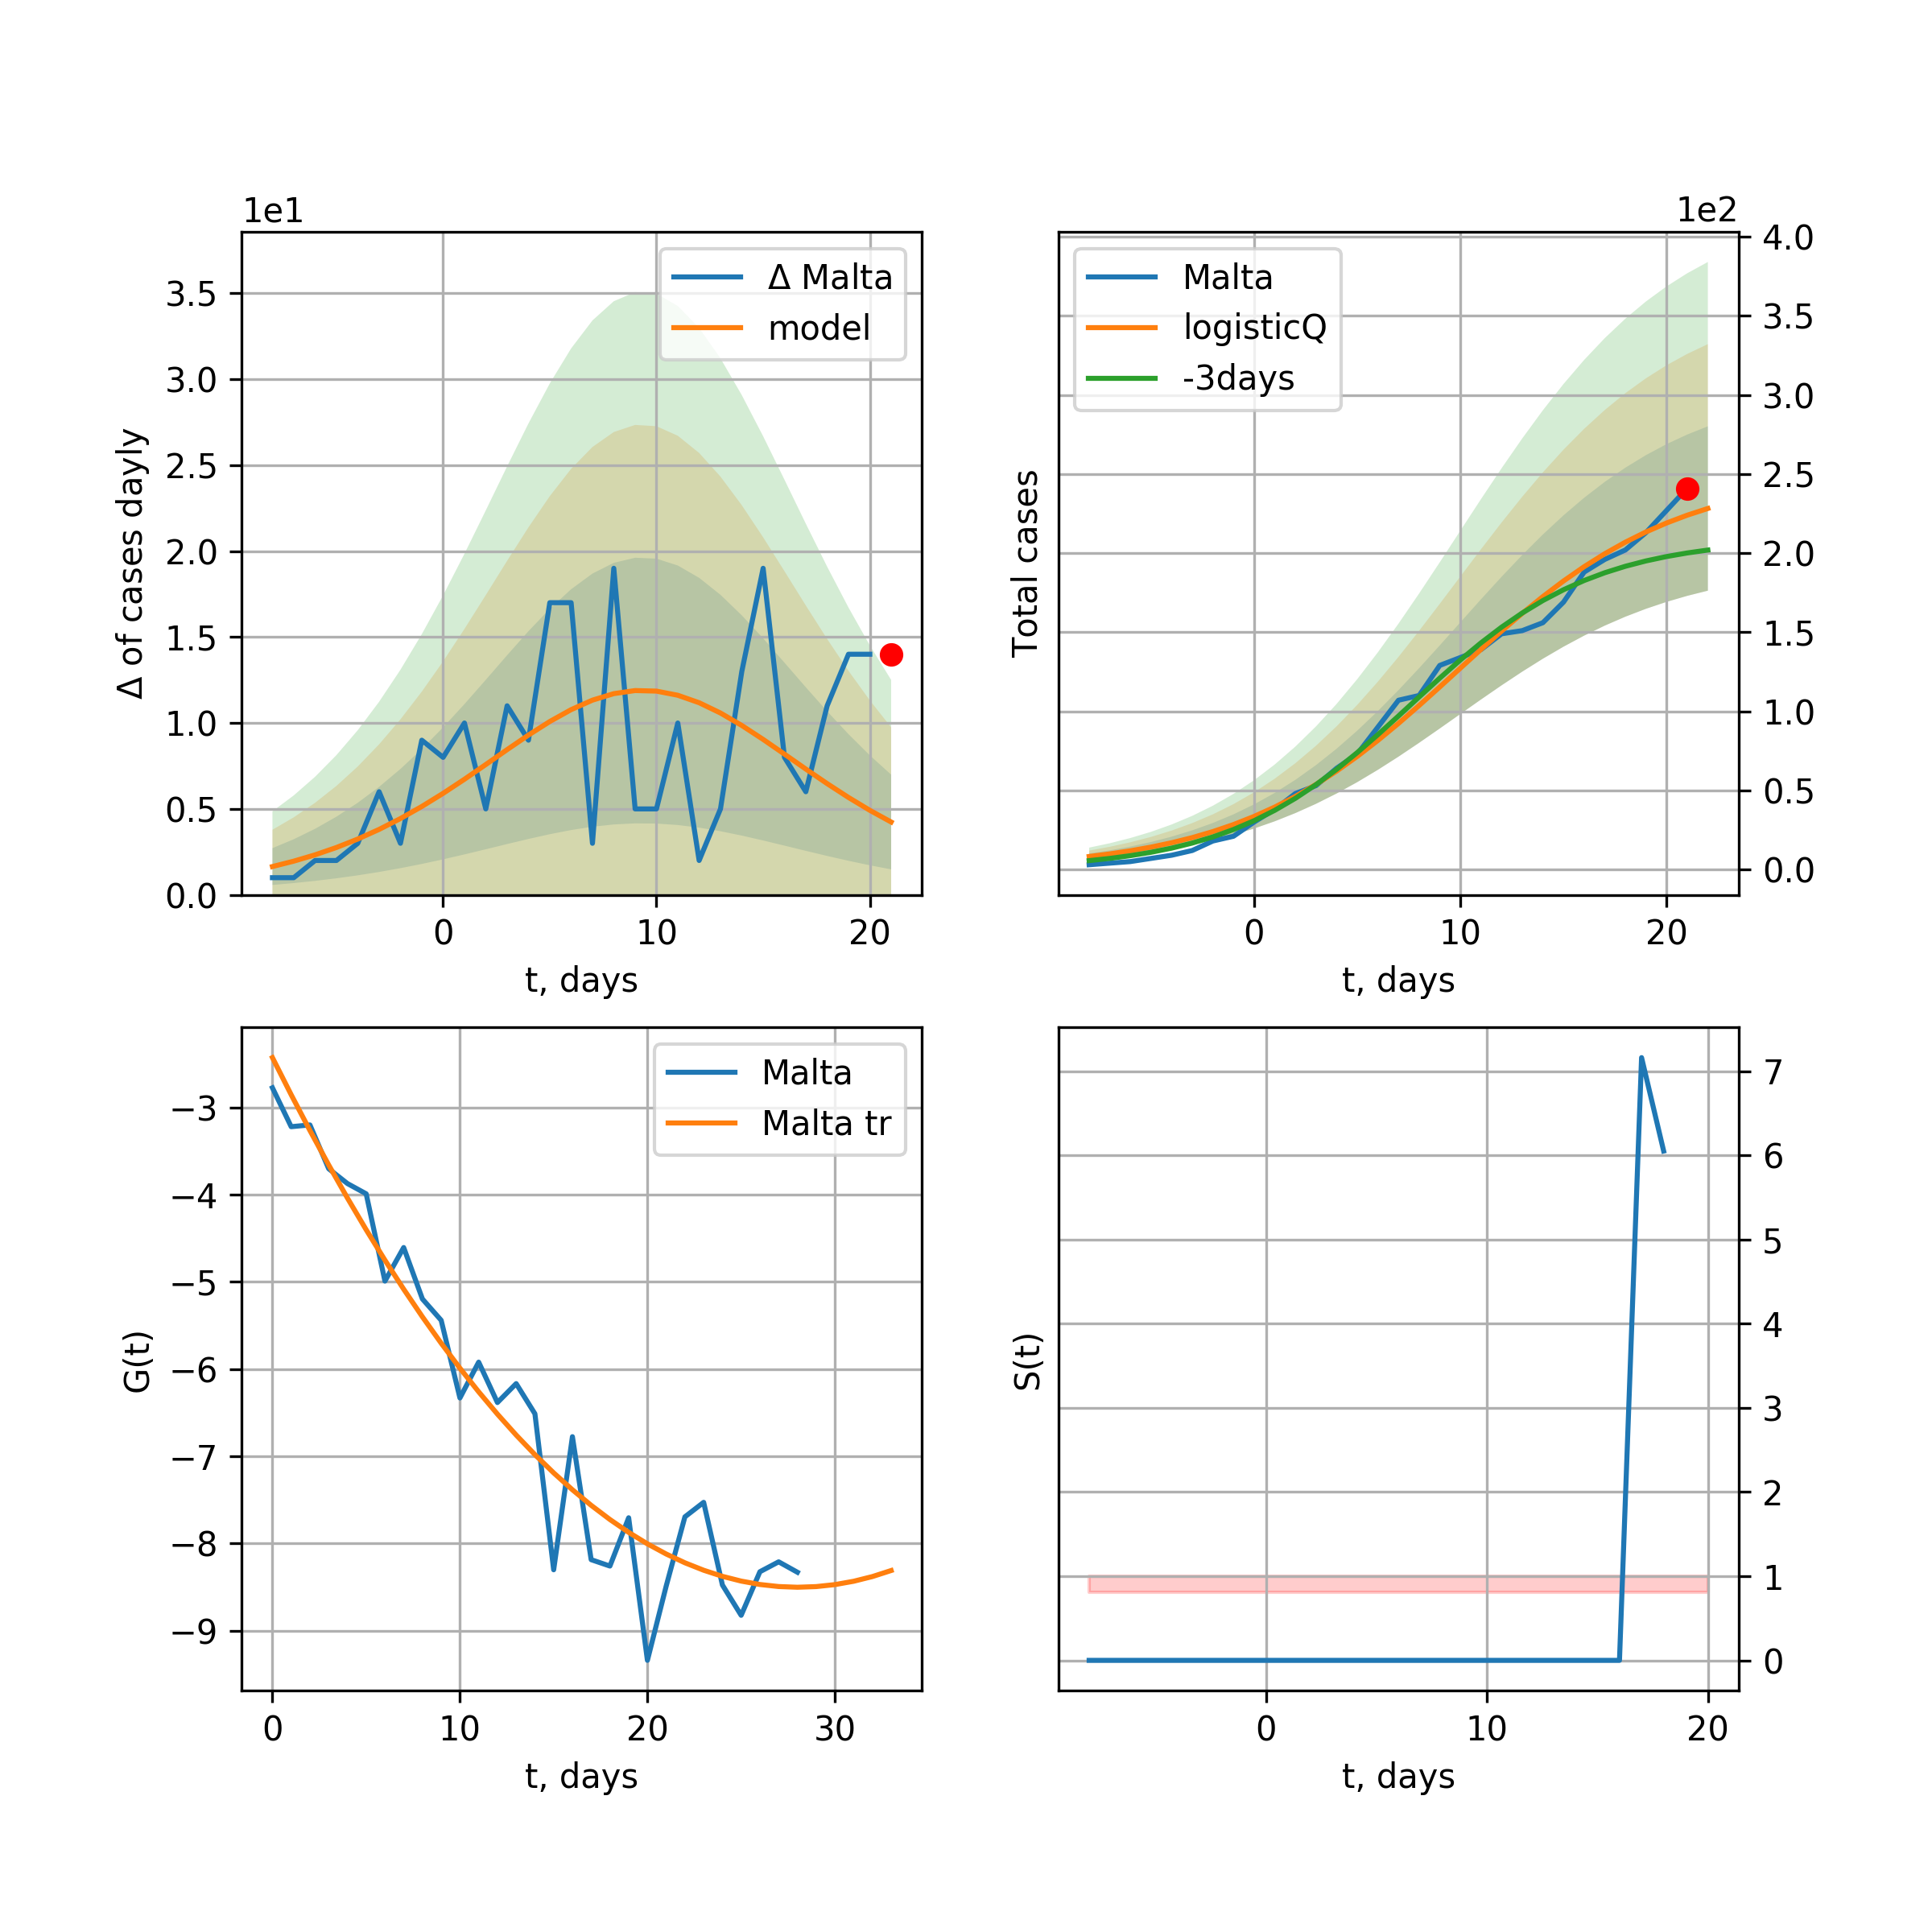 1e1
Δ of cases dayly
3.5
3.0
2.5
2.0
1.5
1.0
0.5
0.0
Δ Malta
model
0 10 20
t, days
1e2
Total cases
Malta
logisticQ
-3days
4.0
3.5
3.0
2.5
2.0
1.5
1.0
0.5
0.0
0 10 20
t, days
G(t)
−3
−4
−5
−6
−7
−8
−9
Malta
Malta tr
0 10 20 30
t, days
S(t)
7
6
5
4
3
2
1
0
0 10 20
t, days